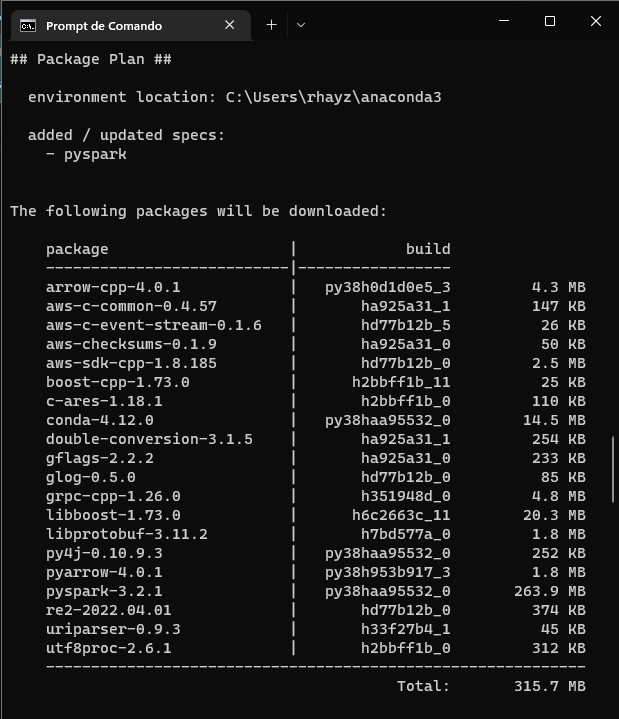 Prompt de Comando
## Package Plan ##
environment location: C:\Users\rhayz\anaconda3
added / updated specs:
- pyspark
The following packages will be downloaded:
package | build
---------------------------|-----------------
arrow-cpp-4.0.1 | py38h0d1d0e5_3 4.3 MB
aws-c-common-0.4.57 | ha925a31_1 147 KB
aws-c-event-stream-0.1.6 | hd77b12b_5 26 KB
aws-checksums-0.1.9 | ha925a31_0 50 KB
aws-sdk-cpp-1.8.185 | hd77b12b_0 2.5 MB
boost-cpp-1.73.0 | h2bbff1b_11 25 KB
c-ares-1.18.1 | h2bbff1b_0 110 KB
conda-4.12.0 | py38haa95532_0 14.5 MB
double-conversion-3.1.5 | ha925a31_1 254 KB
gflags-2.2.2 | ha925a31_0 233 KB
glog-0.5.0 | hd77b12b_0 85 KB
grpc-cpp-1.26.0 | h351948d_0 4.8 MB
libboost-1.73.0 | h6c2663c_11 20.3 MB
libprotobuf-3.11.2 | h7bd577a_0 1.8 MB
py4j-0.10.9.3 | py38haa95532_0 252 KB
pyarrow-4.0.1 | py38h953b917_3 1.8 MB
pyspark-3.2.1 | py38haa95532_0 263.9 MB
re2-2022.04.01 | hd77b12b_0 374 KB
uriparser-0.9.3 | h33f27b4_1 45 KB
utf8proc-2.6.1 | h2bbff1b_0 312 KB
------------------------------------------------------------
Total: 315.7 MB